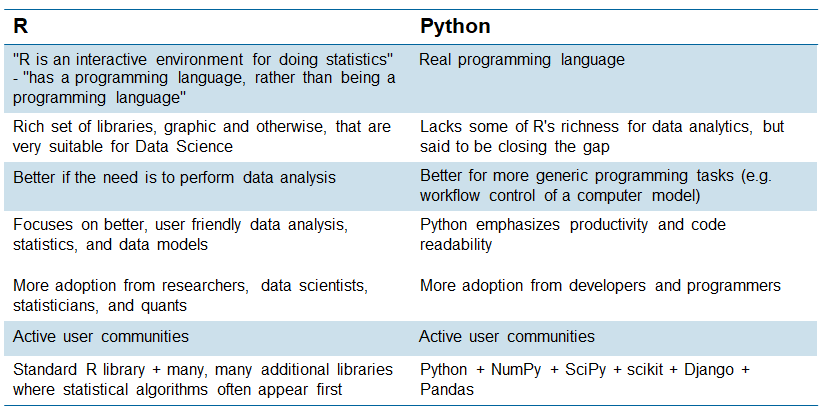 R Python
"R is an interactive environment for doing statistics" Real programming language
- "has a programming language, rather than being a
programming language"
Rich set of libraries, graphic and otherwise, that are Lacks some of R's richness for data analytics, but
very suitable for Data Science said to be closing the gap
Better if the need is to perform data analysis Better for more generic programming tasks (e.g.
workflow control of a computer model)
Focuses on better, user friendly data analysis, Python emphasizes productivity and code
statistics, and data models readability
More adoption from researchers, data scientists, More adoption from developers and programmers
statisticians, and quants
Active user communities Active user communities
Standard R library + many, many additional libraries Python + NumPy + SciPy + scikit + Django +
where statistical algorithms often appear first Pandas